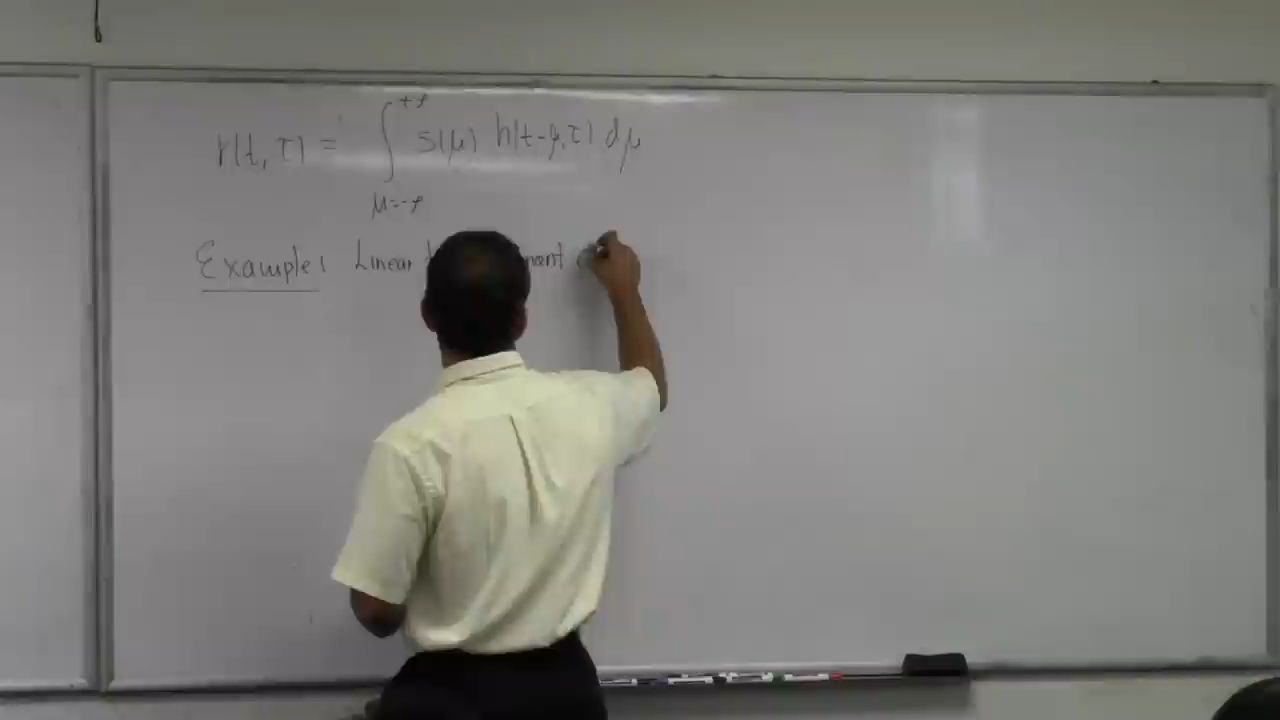 r(t, τ) = ∫_{μ=-∞}^{+∞} s(μ) h(t-μ, τ) dμ
Example: Linear